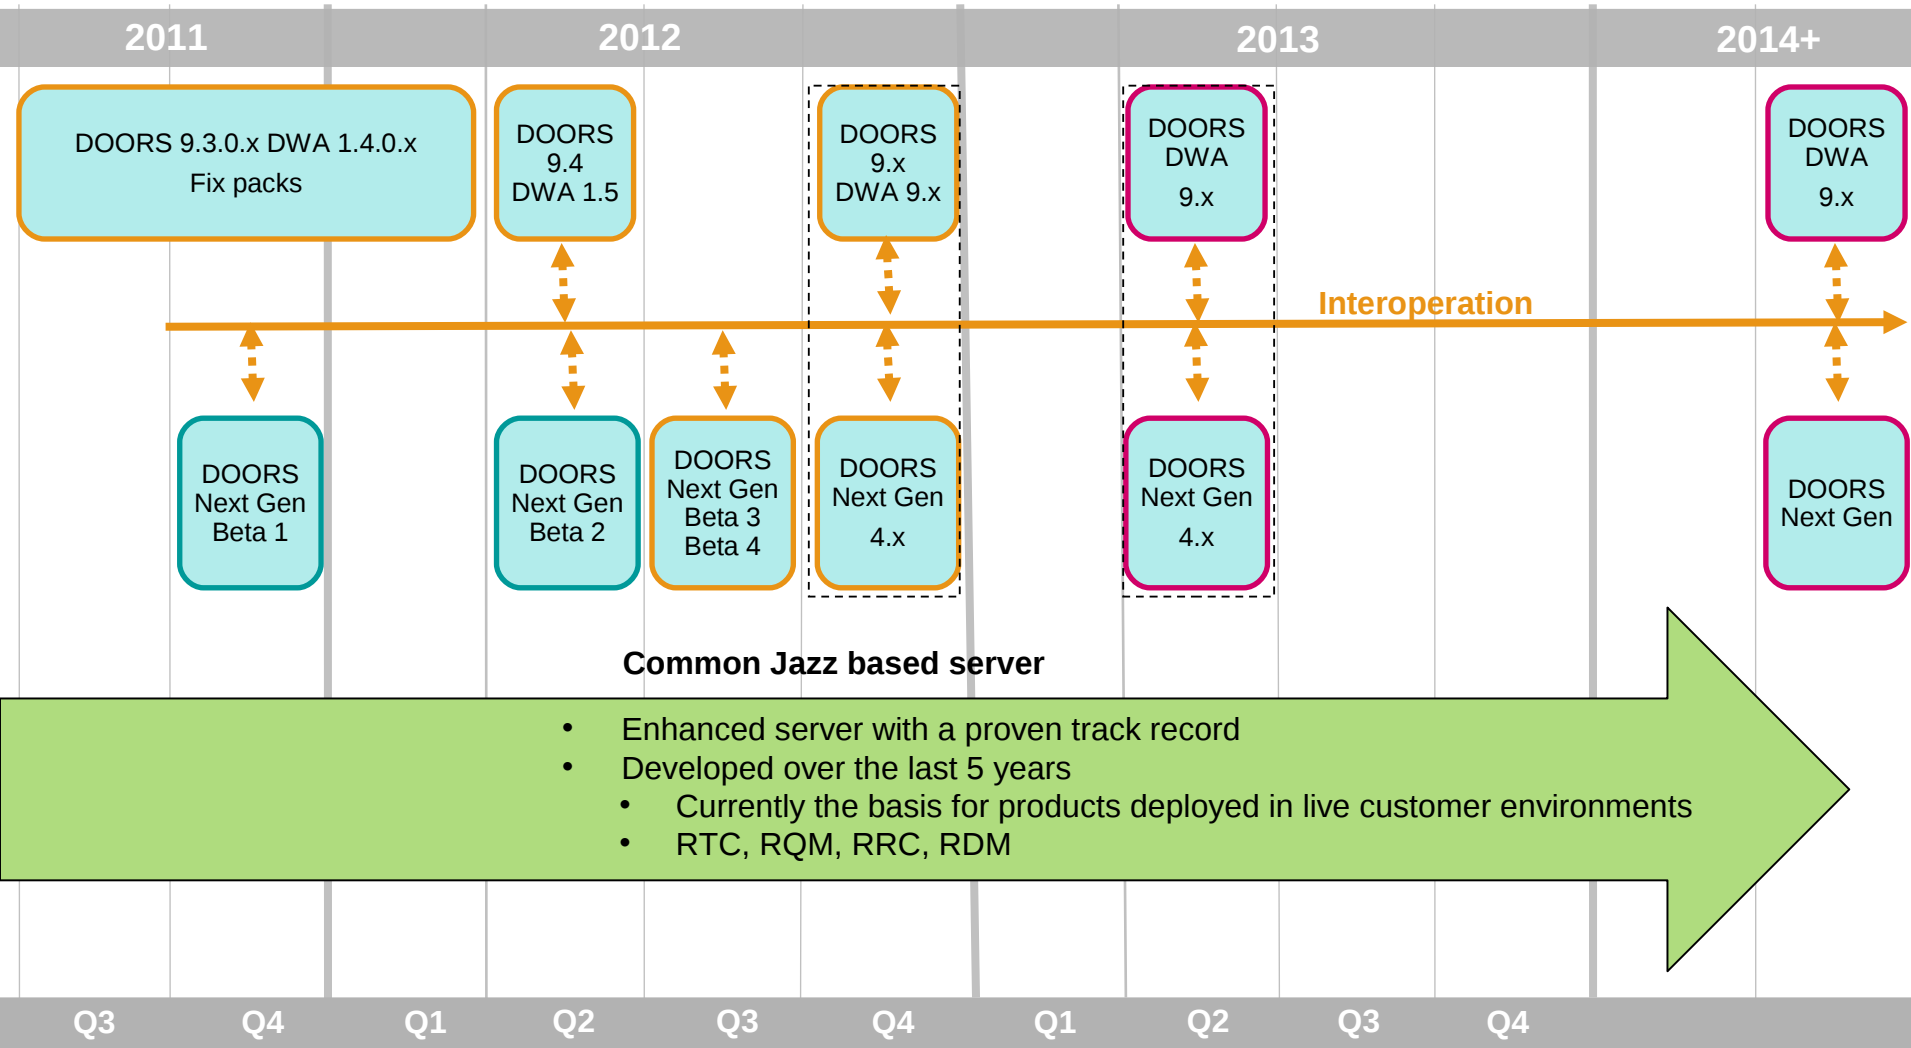 2011
2012
2013
2014+
DOORS 9.3.0.x DWA 1.4.0.x
Fix packs
DOORS
9.4
DWA 1.5
DOORS
9.x
DWA 9.x
DOORS
DWA
9.x
DOORS
DWA
9.x
Interoperation
DOORS
Next Gen
Beta 1
DOORS
Next Gen
Beta 2
DOORS
Next Gen
Beta 3
Beta 4
DOORS
Next Gen
4.x
DOORS
Next Gen
4.x
DOORS
Next Gen
Common Jazz based server
• Enhanced server with a proven track record
• Developed over the last 5 years
• Currently the basis for products deployed in live customer environments
• RTC, RQM, RRC, RDM
Q3
Q4
Q1
Q2
Q3
Q4
Q1
Q2
Q3
Q4